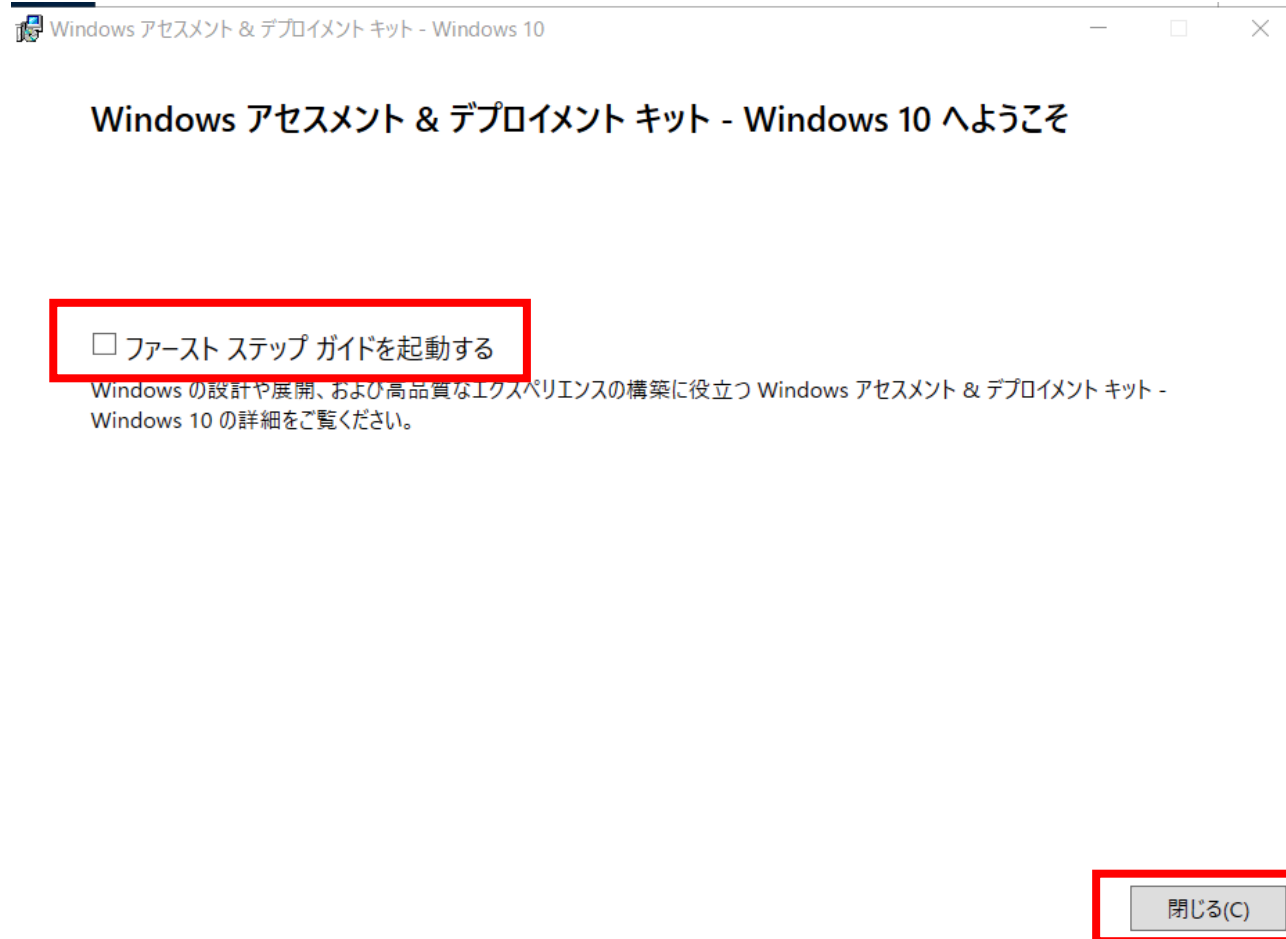 Windows アセスメント & デプロイメント キット - Windows 10
Windows アセスメント & デプロイメント キット - Windows 10 へようこそ
ファースト ステップ ガイドを起動する
Windows の設計や展開、および高品質なエクスペリエンスの構築に役立つ Windows アセスメント & デプロイメント キット -
Windows 10 の詳細をご覧ください。
閉じる(C)